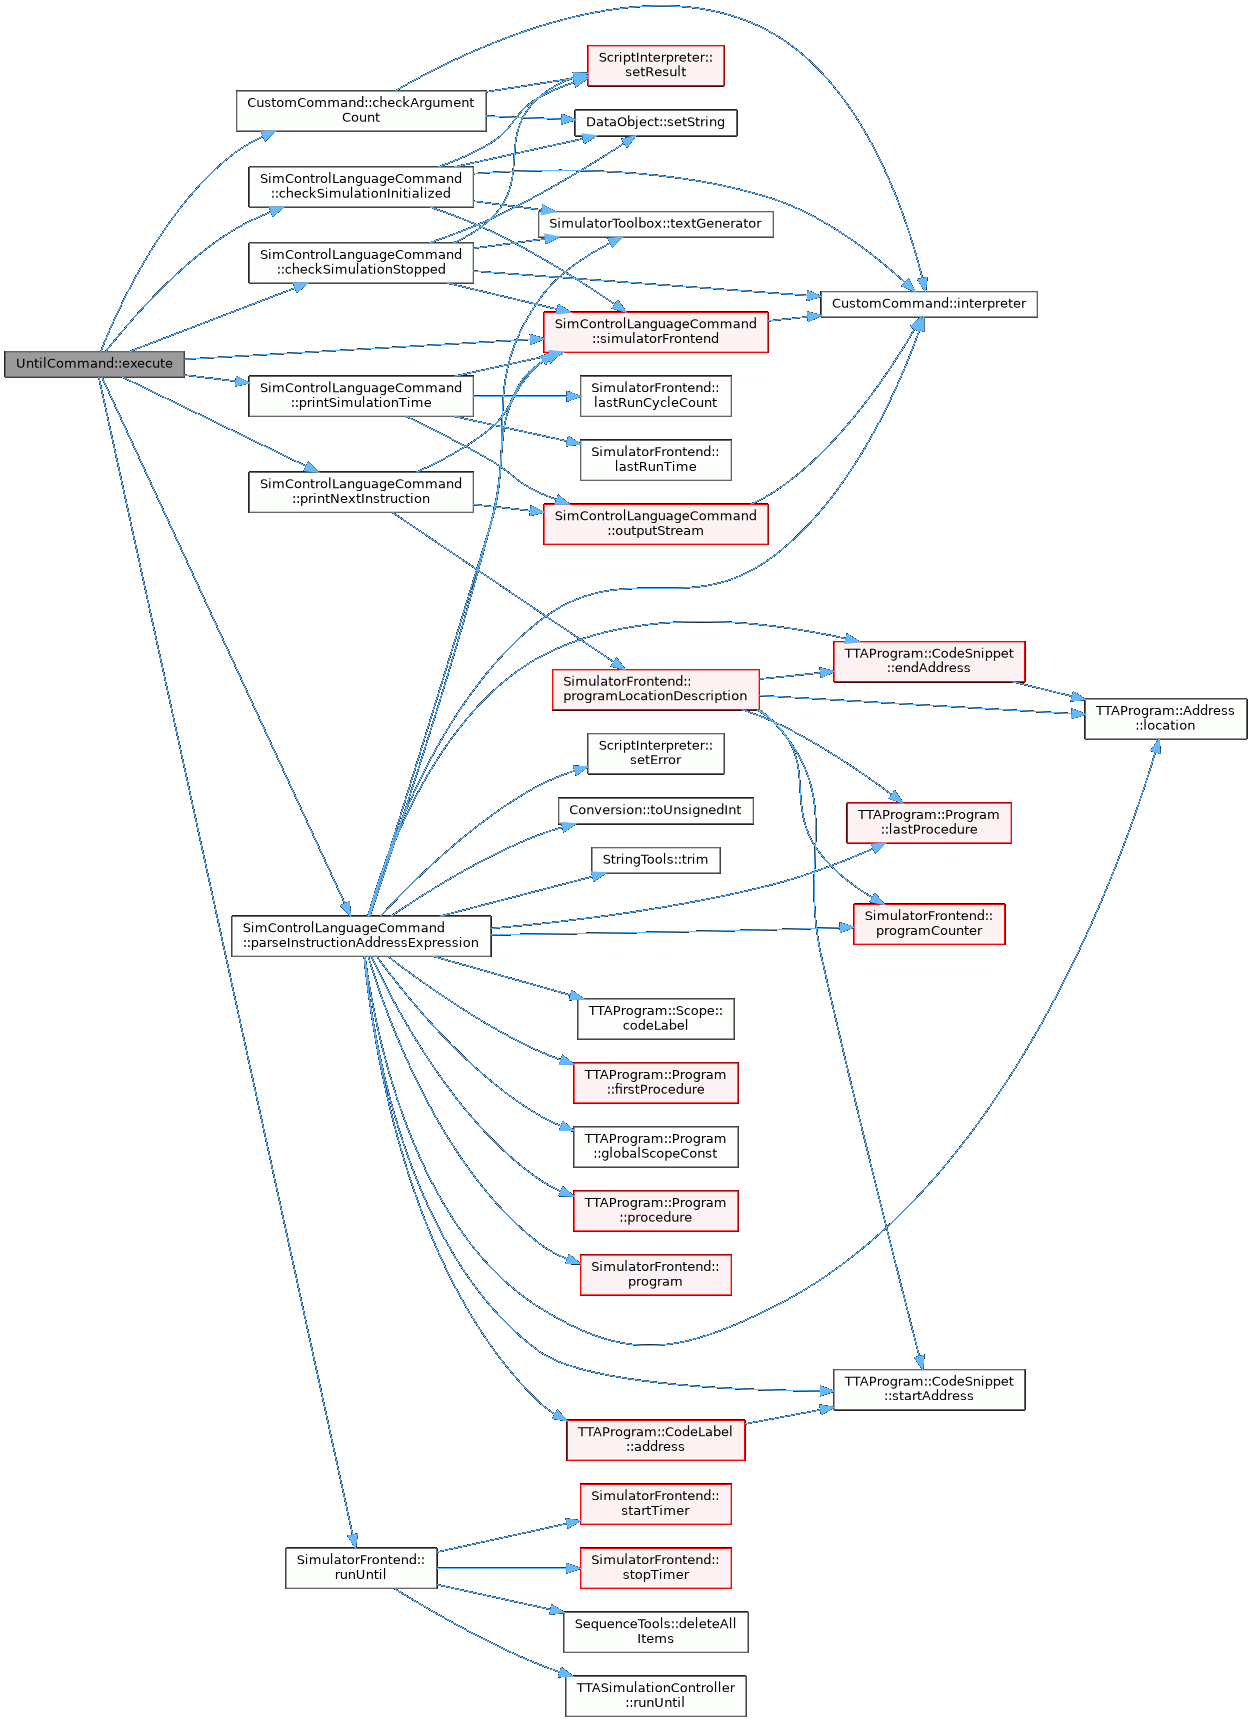 ScriptInterpreter::
setResult
CustomCommand::checkArgument
Count
DataObject::setString
SimControlLanguageCommand
::checkSimulationInitialized
SimulatorToolbox::textGenerator
SimControlLanguageCommand
::checkSimulationStopped
CustomCommand::interpreter
SimControlLanguageCommand
::simulatorFrontend
UntilCommand::execute
SimControlLanguageCommand
::printSimulationTime
SimulatorFrontend::
lastRunCycleCount
SimulatorFrontend::
lastRunTime
SimControlLanguageCommand
::printNextInstruction
SimControlLanguageCommand
::outputStream
TTAProgram::CodeSnippet
::endAddress
SimulatorFrontend::
programLocationDescription
TTAProgram::Address
::location
ScriptInterpreter::
setError
Conversion::toUnsignedInt
TTAProgram::Program
::lastProcedure
StringTools::trim
SimControlLanguageCommand
::parseInstructionAddressExpression
SimulatorFrontend::
programCounter
TTAProgram::Scope::
codeLabel
TTAProgram::Program
::firstProcedure
TTAProgram::Program
::globalScopeConst
TTAProgram::Program
::procedure
SimulatorFrontend::
program
TTAProgram::CodeSnippet
::startAddress
TTAProgram::CodeLabel
::address
SimulatorFrontend::
startTimer
SimulatorFrontend::
runUntil
SimulatorFrontend::
stopTimer
SequenceTools::deleteAll
Items
TTASimulationController
::runUntil